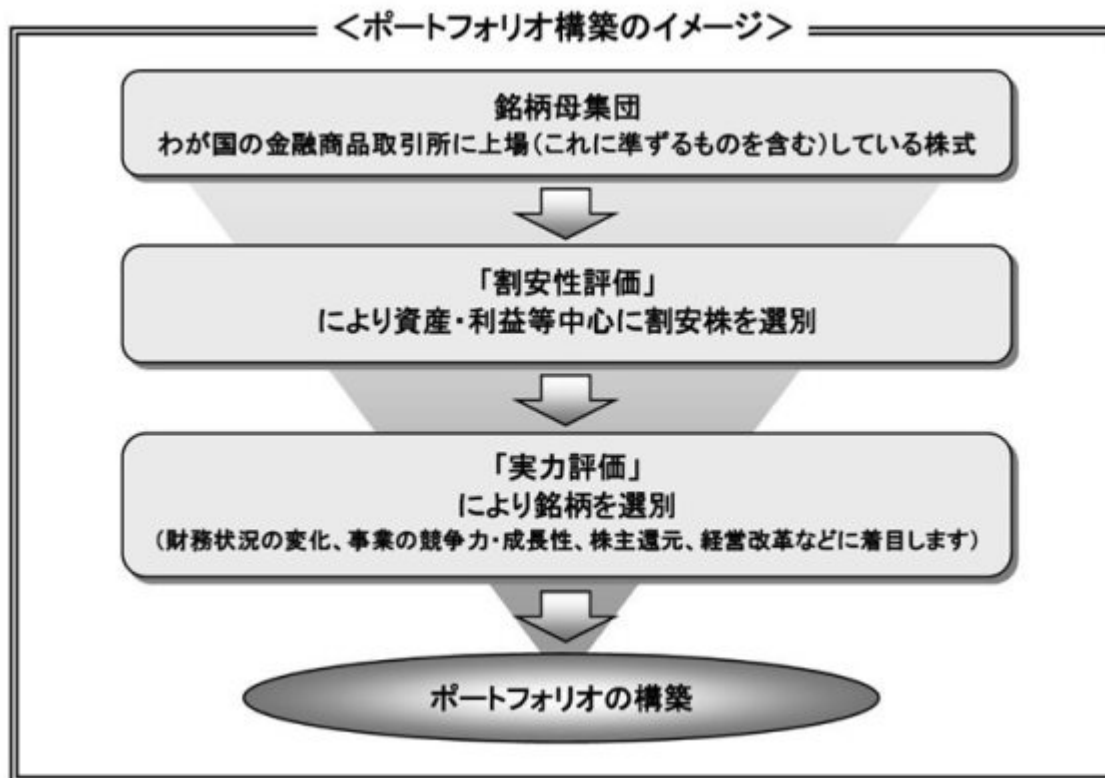 ＜ポートフォリオ構築のイメージ＞
銘柄母集団
わが国の金融商品取引所に上場(これに準ずるものを含む)している株式
「割安性評価」
により資産・利益等中心に割安株を選別
「実力評価」
により銘柄を選別
(財務状況の変化、事業の競争力・成長性、株主還元、経営改革などに着目します)
ポートフォリオの構築